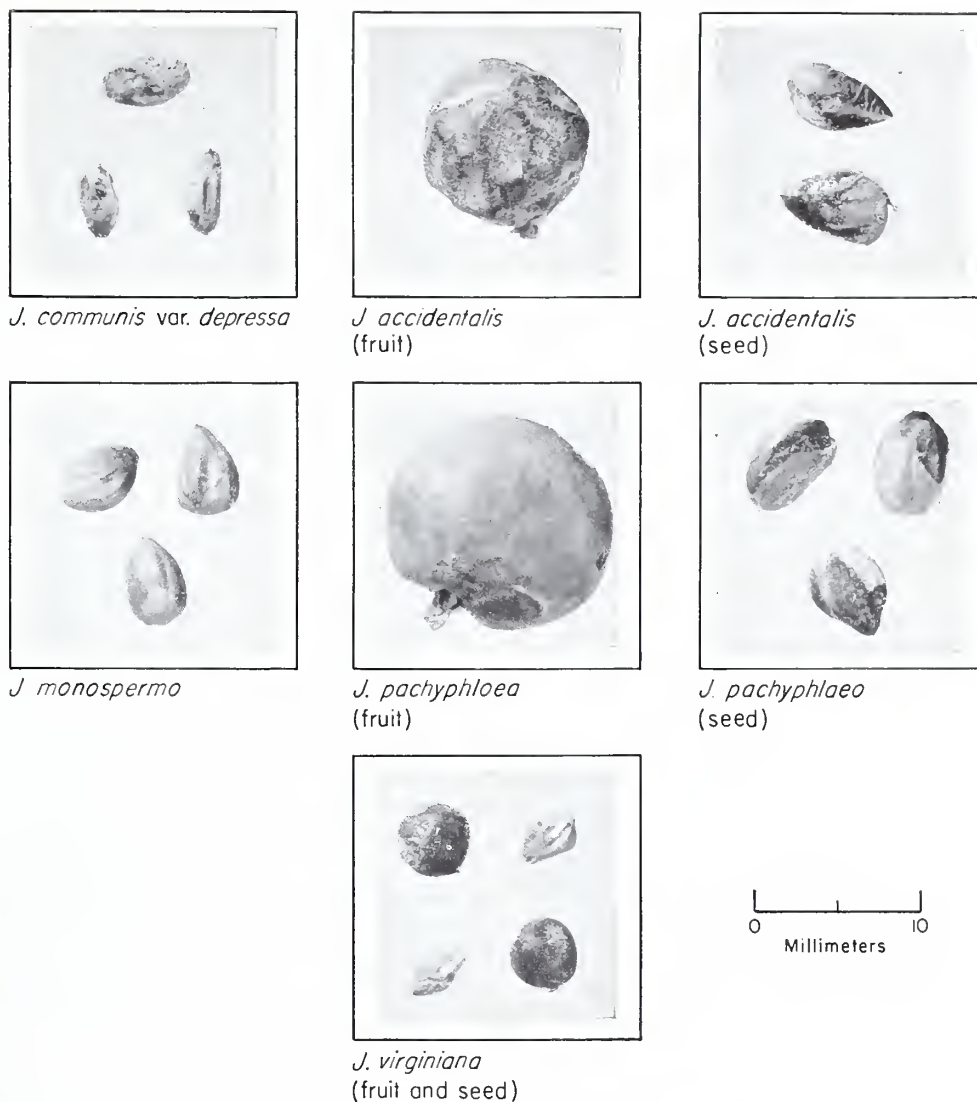 J. communis var. depressa
J accidentalis
(fruit)
J. accidentalis
(seed)
J monospermo
J. pachyphloea
(fruit)
J. pachyphlaeo
(seed)
J. virginiana
(fruit and seed)
0 10
Millimeters